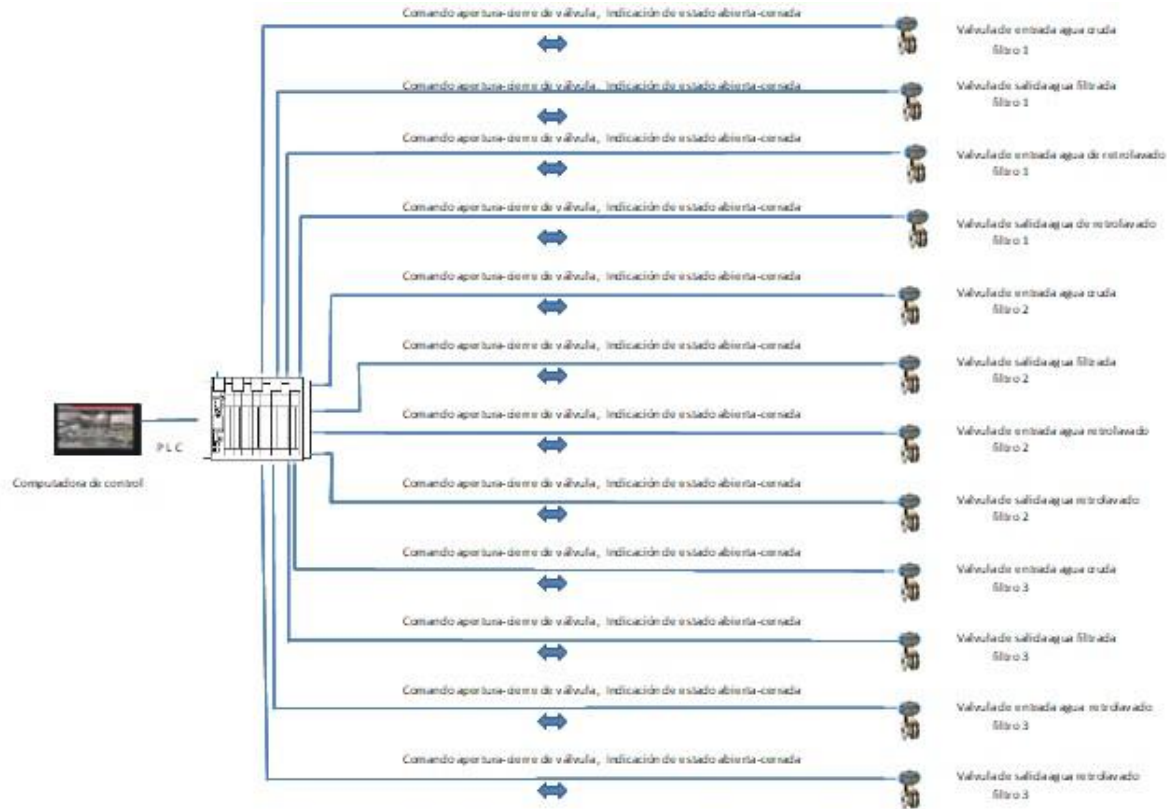 Comando apertura-cierre de válvula, Indicación de estado abierta-cerrada
Valvula de entrada agua cruda
filtro 1
Comando apertura-cierre de válvula, Indicación de estado abierta-cerrada
Valvula de salida agua filtrada
filtro 1
Comando apertura-cierre de válvula, Indicación de estado abierta-cerrada
Valvula de entrada agua de retrolavado
filtro 1
Comando apertura-cierre de válvula, Indicación de estado abierta-cerrada
Valvula de salida agua de retrolavado
filtro 1
Comando apertura-cierre de válvula, Indicación de estado abierta-cerrada
Valvula de entrada agua cruda
filtro 2
Comando apertura-cierre de válvula, Indicación de estado abierta-cerrada
Valvula de salida agua filtrada
filtro 2
Comando apertura-cierre de válvula, Indicación de estado abierta-cerrada
Valvula de entrada agua retrolavado
filtro 2
PLC
Computadora de control
Comando apertura-cierre de válvula, Indicación de estado abierta-cerrada
Valvula de salida agua retrolavado
filtro 2
Comando apertura-cierre de válvula, Indicación de estado abierta-cerrada
Valvula de entrada agua cruda
filtro 3
Comando apertura-cierre de válvula, Indicación de estado abierta-cerrada
Valvula de salida agua filtrada
filtro 3
Comando apertura-cierre de válvula, Indicación de estado abierta-cerrada
Valvula de entrada agua retrolavado
filtro 3
Comando apertura-cierre de válvula, Indicación de estado abierta-cerrada
Valvula de salida agua retrolavado
filtro 3